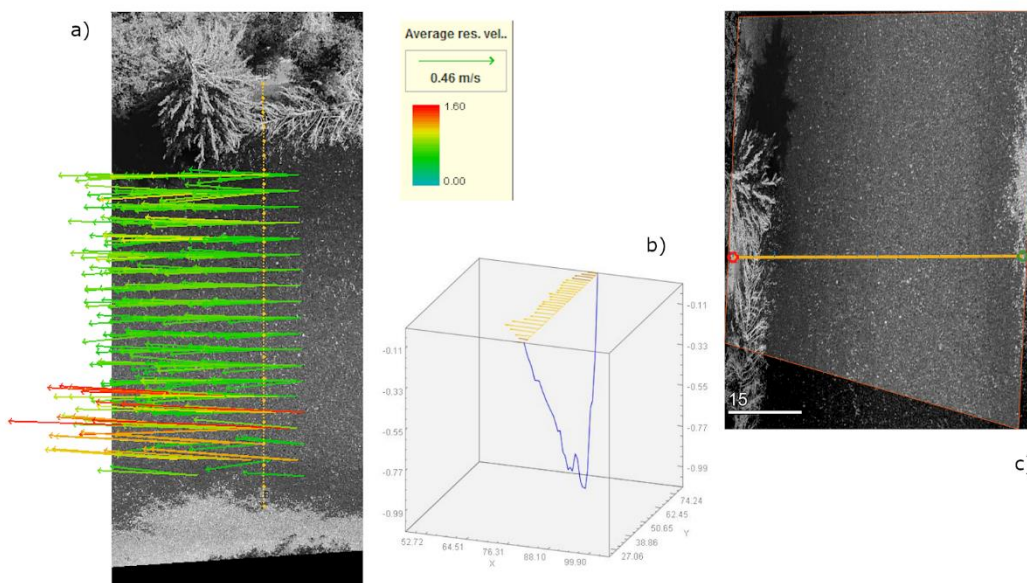 a)
Average res. vel..
0.46 m/s
1.60
0.00
b)
-0.11
-0.33
-0.55
-0.77
-0.99
-0.11
-0.33
-0.55
-0.77
-0.99
52.72 64.51 76.31 88.10 99.90
X
27.06 38.86 50.65 62.45 74.24
Y
15
c)